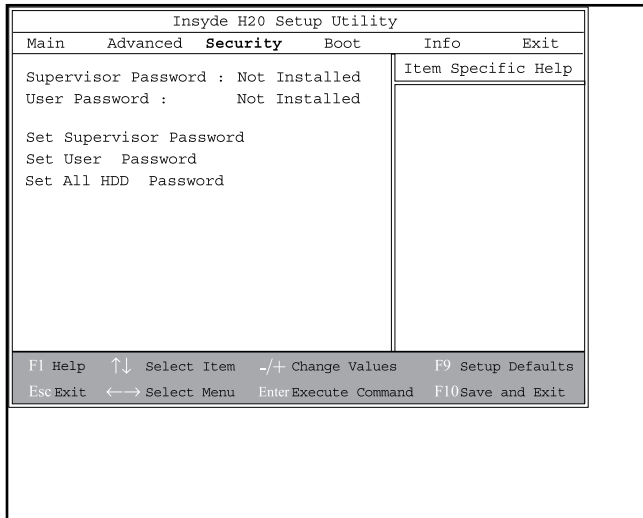 Insyde H20 Setup Utility
Main Advanced Security Boot Info Exit
Supervisor Password : Not Installed
User Password : Not Installed
Set Supervisor Password
Set User Password
Set All HDD Password
Item Specific Help
F1 Help ↑↓ Select Item -/+ Change Values F9 Setup Defaults
Esc Exit ←→ Select Menu Enter Execute Command F10 Save and Exit